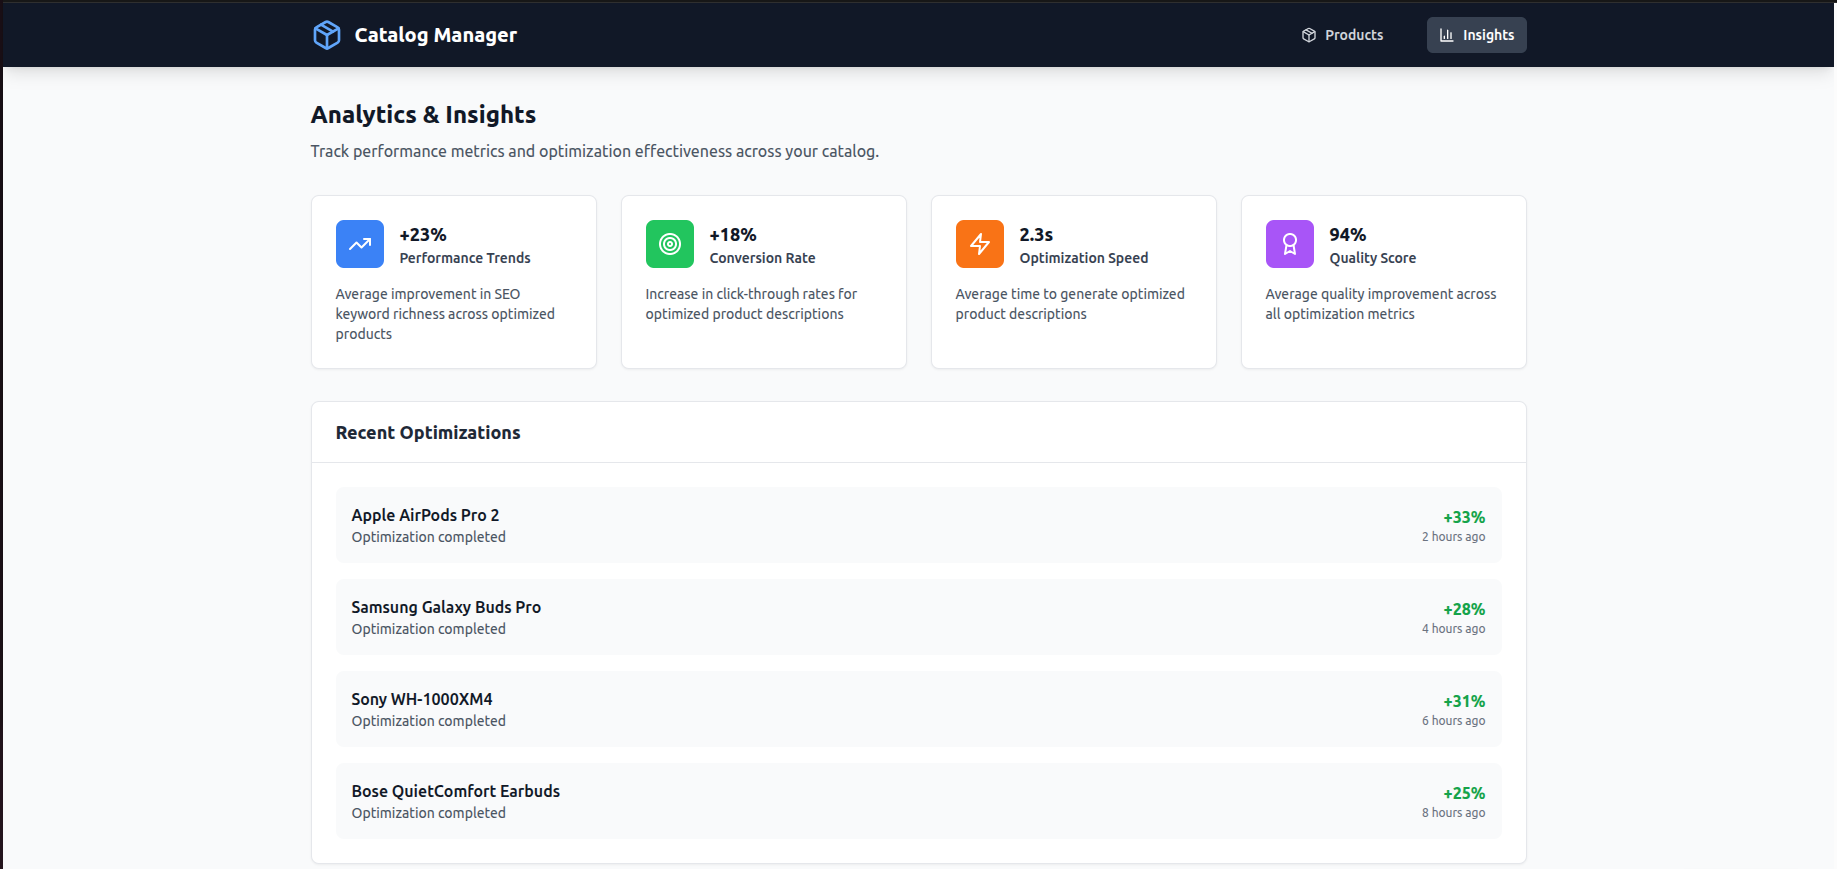 Catalog Manager
Products
Insights
Analytics & Insights
Track performance metrics and optimization effectiveness across your catalog.
+23%
Performance Trends
Average improvement in SEO
keyword richness across optimized
products
+18%
Conversion Rate
Increase in click-through rates for
optimized product descriptions
2.3s
Optimization Speed
Average time to generate optimized
product descriptions
94%
Quality Score
Average quality improvement across
all optimization metrics
Recent Optimizations
Apple AirPods Pro 2
Optimization completed
+33%
2 hours ago
Samsung Galaxy Buds Pro
Optimization completed
+28%
4 hours ago
Sony WH-1000XM4
Optimization completed
+31%
6 hours ago
Bose QuietComfort Earbuds
Optimization completed
+25%
8 hours ago